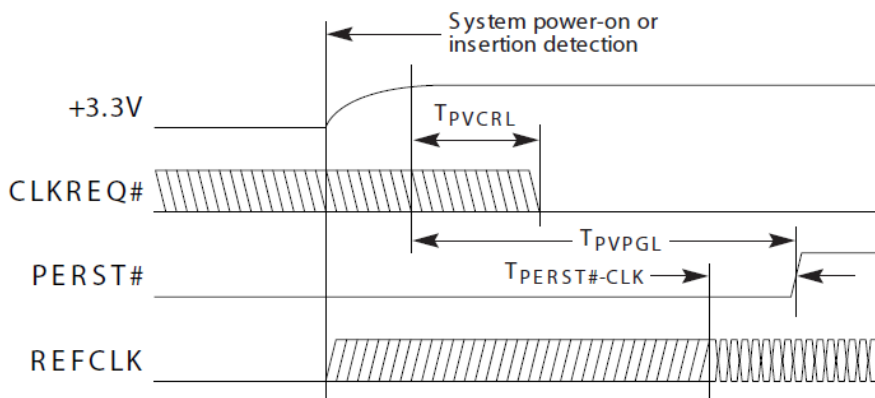 System power-on or
insertion detection
+3.3V
TPVCRL
CLKREQ#
TPVPGL
PERST#
TPERST#-CLK
REFCLK